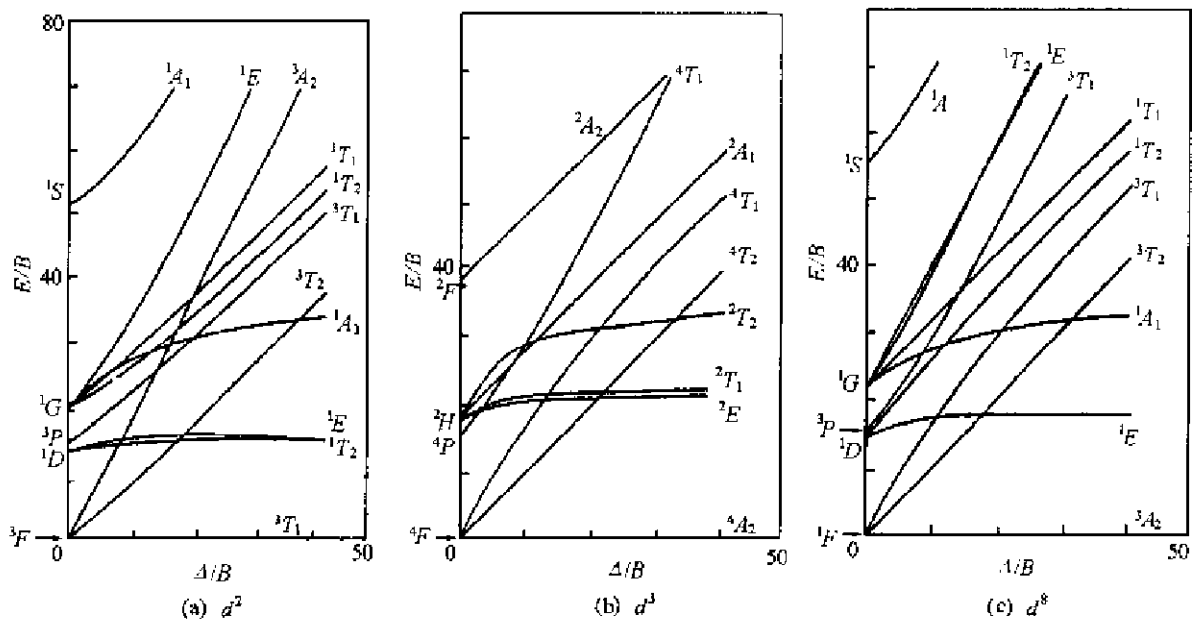 80
¹A₁
¹E
³A₂
¹S
¹T₁
¹T₂
³T₁
40
E/B
³T₂
¹A₁
¹G
³P
¹D
¹E
¹T₂
³F
³T₁
0
50
Δ/B
(a) d²
⁴T₁
²A₂
²A₁
⁴T₁
40
E/B
²F
⁴T₂
²T₂
²T₁
²H
²E
⁴P
⁴F
⁴A₂
0
50
Δ/B
(b) d³
¹T₂
¹E
³T₁
¹A
¹T₁
¹S
¹T₂
³T₁
40
E/B
³T₂
¹A₁
¹G
³P
¹D
¹E
³A₂
¹F
0
50
Δ/B
(c) d⁸